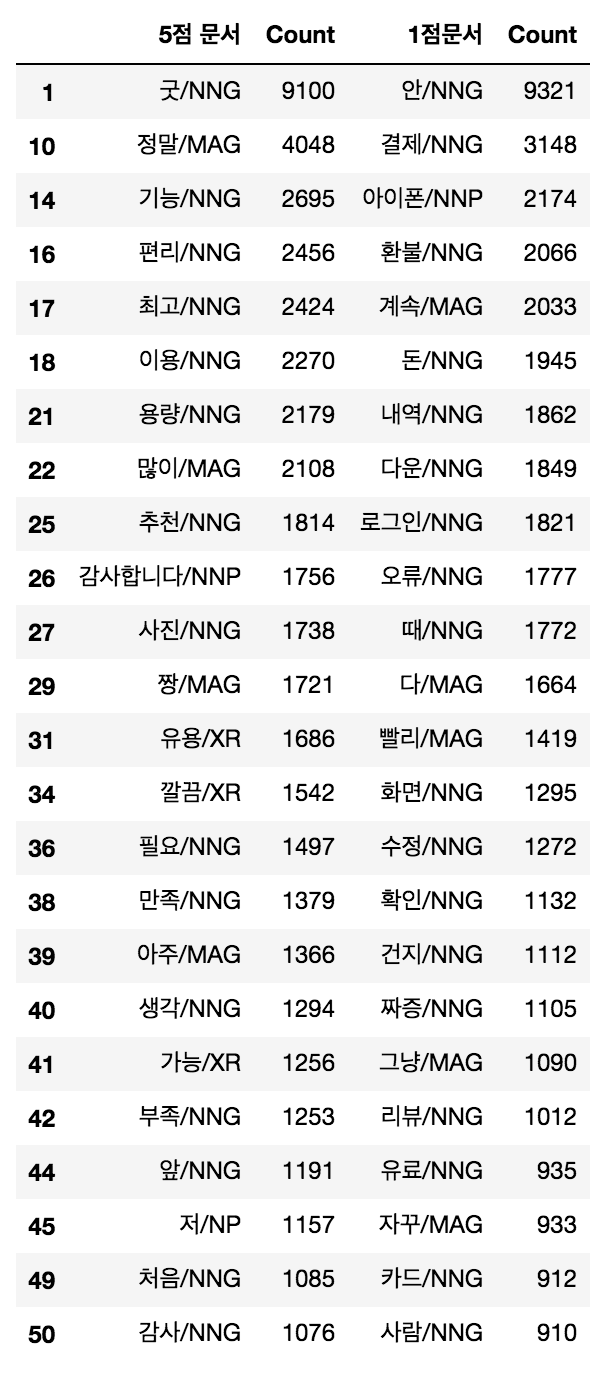 5점 문서 Count 1점문서 Count
1 굿/NNG 9100 안/NNG 9321
10 정말/MAG 4048 결제/NNG 3148
14 기능/NNG 2695 아이폰/NNP 2174
16 편리/NNG 2456 환불/NNG 2066
17 최고/NNG 2424 계속/MAG 2033
18 이용/NNG 2270 돈/NNG 1945
21 용량/NNG 2179 내역/NNG 1862
22 많이/MAG 2108 다운/NNG 1849
25 추천/NNG 1814 로그인/NNG 1821
26 감사합니다/NNP 1756 오류/NNG 1777
27 사진/NNG 1738 때/NNG 1772
29 짱/MAG 1721 다/MAG 1664
31 유용/XR 1686 빨리/MAG 1419
34 깔끔/XR 1542 화면/NNG 1295
36 필요/NNG 1497 수정/NNG 1272
38 만족/NNG 1379 확인/NNG 1132
39 아주/MAG 1366 건지/NNG 1112
40 생각/NNG 1294 짜증/NNG 1105
41 가능/XR 1256 그냥/MAG 1090
42 부족/NNG 1253 리뷰/NNG 1012
44 앞/NNG 1191 유료/NNG 935
45 저/NP 1157 자꾸/MAG 933
49 처음/NNG 1085 카드/NNG 912
50 감사/NNG 1076 사람/NNG 910